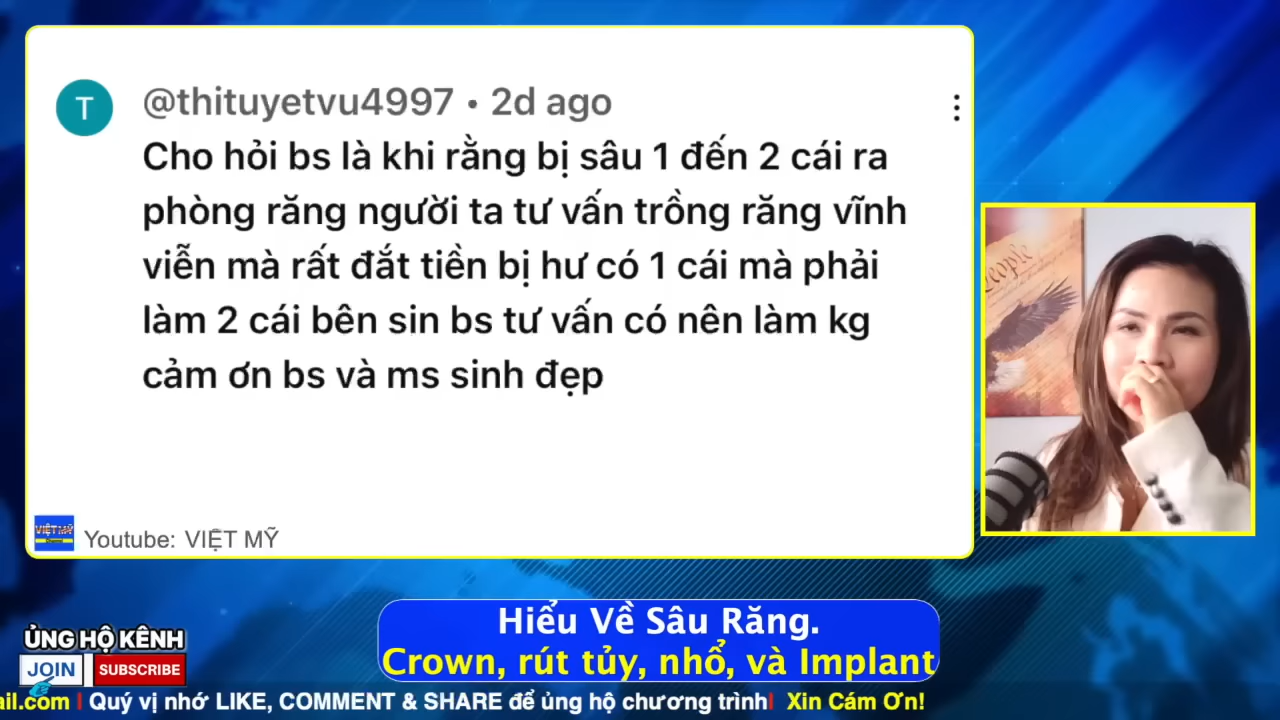 T
@thituyetvu4997 • 2d ago
Cho hỏi bs là khi rằng bị sâu 1 đến 2 cái ra
phòng răng người ta tư vấn trồng răng vĩnh
viễn mà rất đắt tiền bị hư có 1 cái mà phải
làm 2 cái bên sin bs tư vấn có nên làm kg
cảm ơn bs và ms sinh đẹp
People
VIỆT MỸ
Channel
Youtube: VIỆT MỸ
Hiểu Về Sâu Răng.
Crown, rút tủy, nhổ, và Implant
ỦNG HỘ KÊNH
JOIN
SUBSCRIBE
ail.com I Quý vị nhớ LIKE, COMMENT & SHARE để ủng hộ chương trình I Xin Cám Ơn!